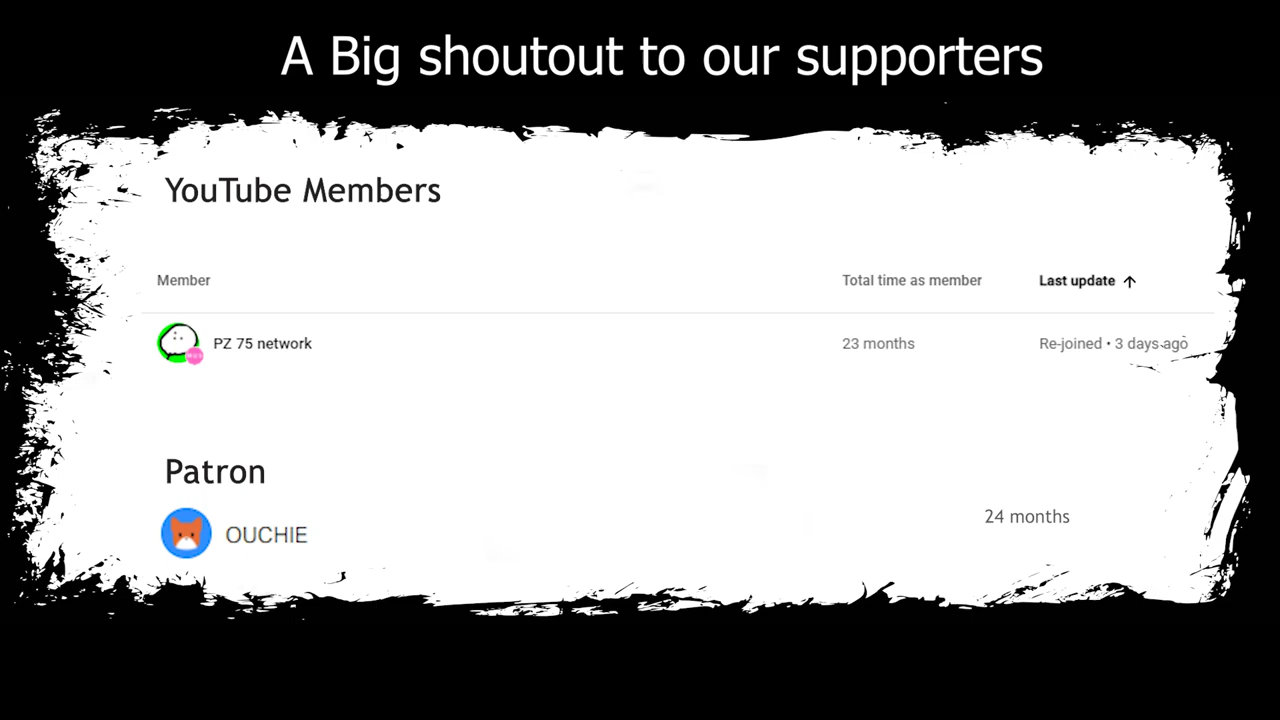 A Big shoutout to our supporters
YouTube Members
Member Total time as member Last update ↑
PZ 75 network 23 months Re-joined • 3 days ago
Patron
OUCHIE 24 months